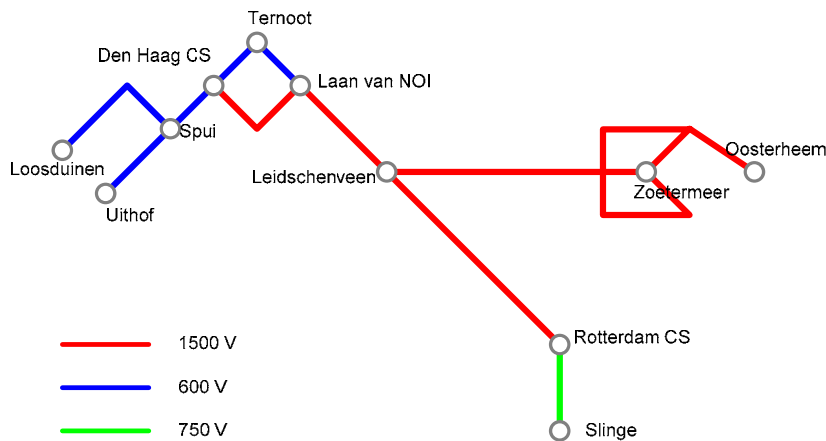 Ternoot
Den Haag CS
Laan van NOI
Spui
Oosterheem
Loosduinen
Leidschenveen
Zoetermeer
Uithof
Rotterdam CS
1500 V
600 V
750 V
Slinge